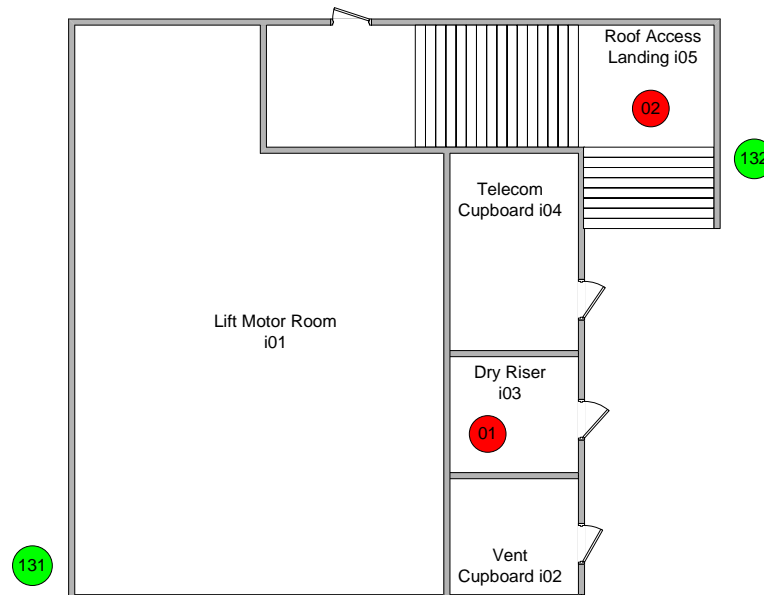 Roof Access
Landing i05
02
132
Telecom
Cupboard i04
Lift Motor Room
i01
Dry Riser
i03
01
Vent
Cupboard i02
131